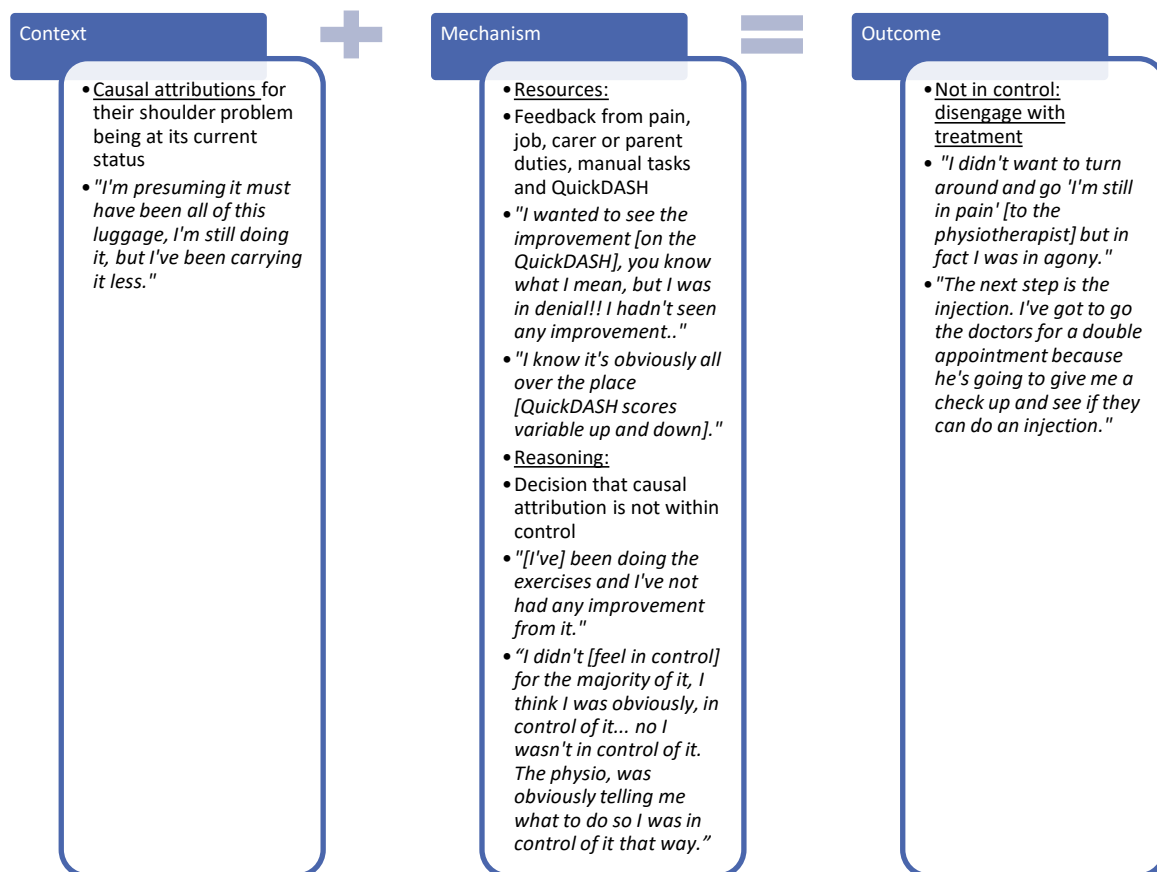 Context
• Causal attributions for
their shoulder problem
being at its current
status
• "I'm presuming it must
have been all of this
luggage, I'm still doing
it, but I've been carrying
it less."
Mechanism
• Resources:
• Feedback from pain,
job, carer or parent
duties, manual tasks
and QuickDASH
• "I wanted to see the
improvement [on the
QuickDASH], you know
what I mean, but I was
in denial!! I hadn't seen
any improvement.."
• "I know it's obviously all
over the place
[QuickDASH scores
variable up and down]."
• Reasoning:
• Decision that causal
attribution is not within
control
• "[I've] been doing the
exercises and I've not
had any improvement
from it."
• “I didn't [feel in control]
for the majority of it, I
think I was obviously, in
control of it... no I
wasn't in control of it.
The physio, was
obviously telling me
what to do so I was in
control of it that way.”
Outcome
• Not in control:
disengage with
treatment
• "I didn't want to turn
around and go 'I'm still
in pain' [to the
physiotherapist] but in
fact I was in agony."
• "The next step is the
injection. I've got to go
the doctors for a double
appointment because
he's going to give me a
check up and see if they
can do an injection."